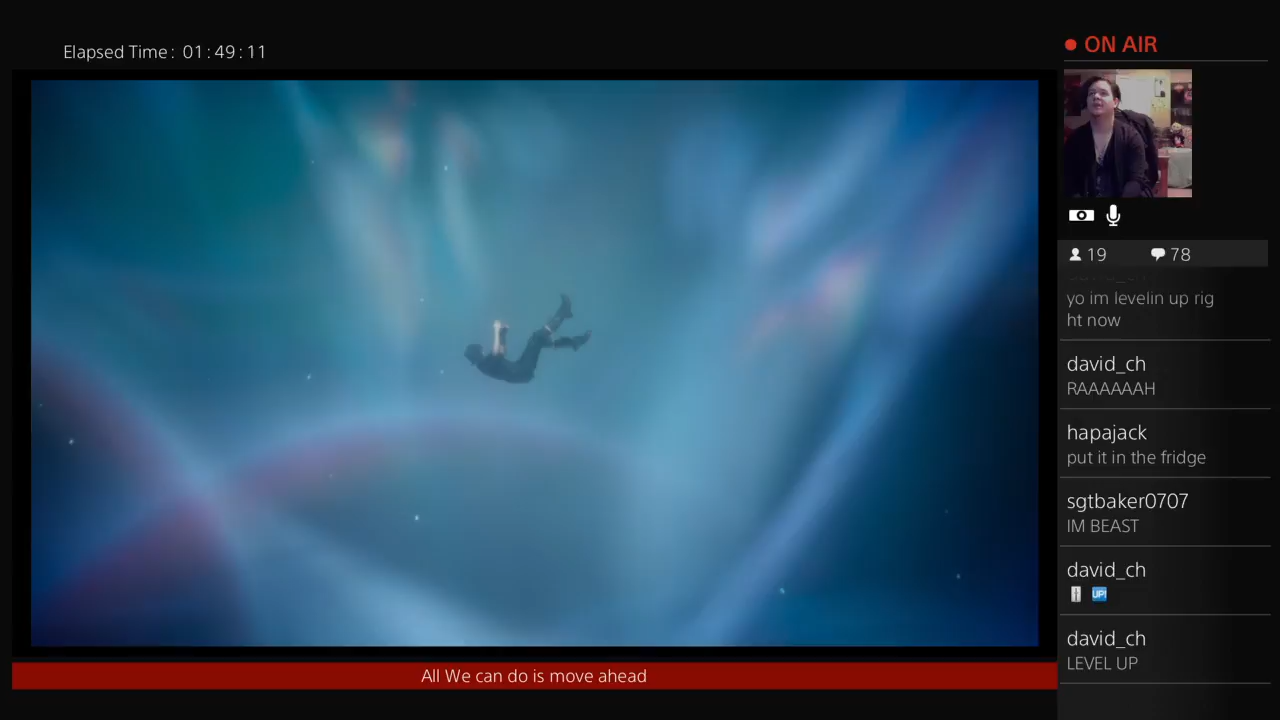 Elapsed Time: 01:49:11
ON AIR
19
78
yo im levelin up rig
ht now
david_ch
RAAAAAAH
hapajack
put it in the fridge
sgtbaker0707
IM BEAST
david_ch
UP!
david_ch
LEVEL UP
All We can do is move ahead